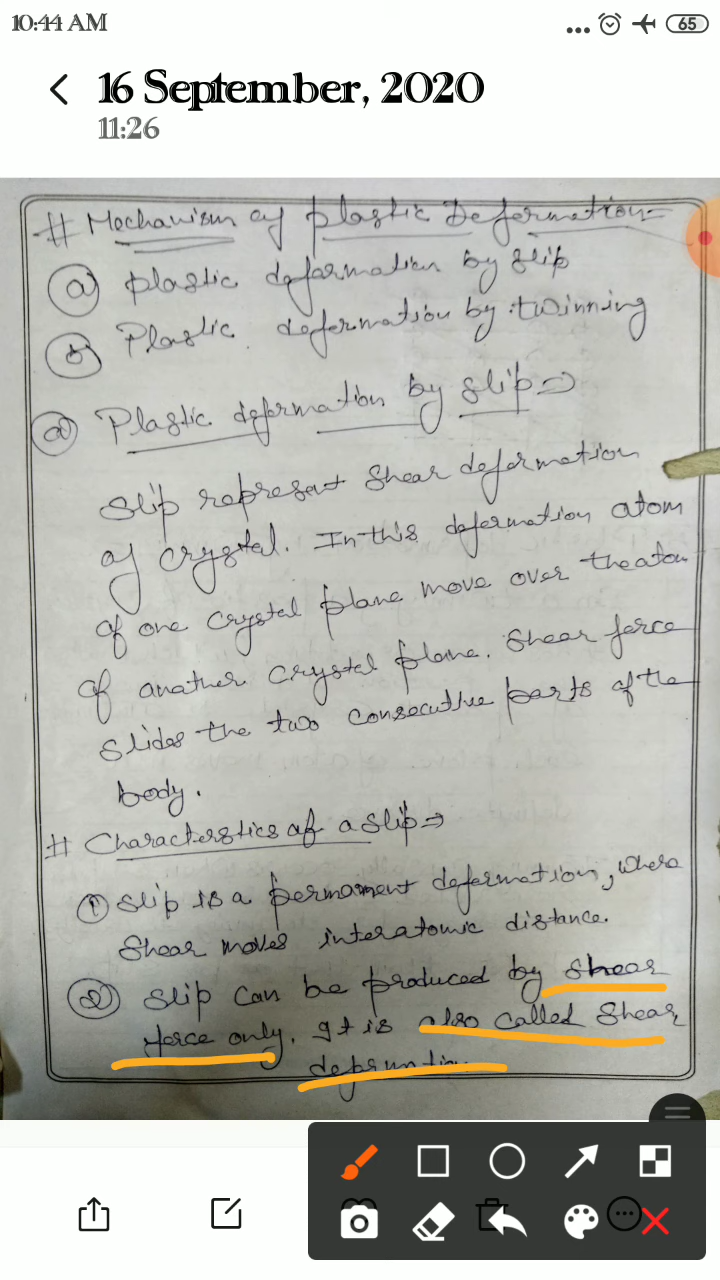 10:44 AM
65
16 September, 2020
11:26
# Mechanism of plastic Deformation =
(a) plastic deformation by slip
(b) Plastic deformation by twinning
(a) Plastic deformation by slip ⇒
Slip represent shear deformation
of crystal. In this deformation atom
of one crystal plane move over the atom
of another crystal plane. Shear force
slides the two consecutive parts of the
body.
# Characterstics of a slip ⇒
(1) Slip is a permanent deformation, where
Shear moves interatomic distance.
(2) Slip can be produced by shear
force only. It is also called Shear